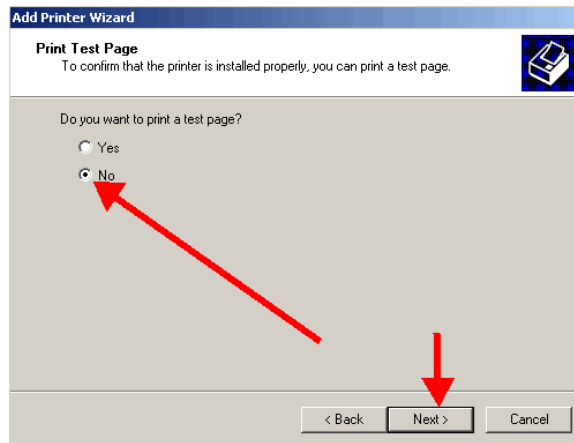 Add Printer Wizard
Print Test Page
To confirm that the printer is installed properly, you can print a test page.
Do you want to print a test page?
Yes
No
< Back
Next >
Cancel